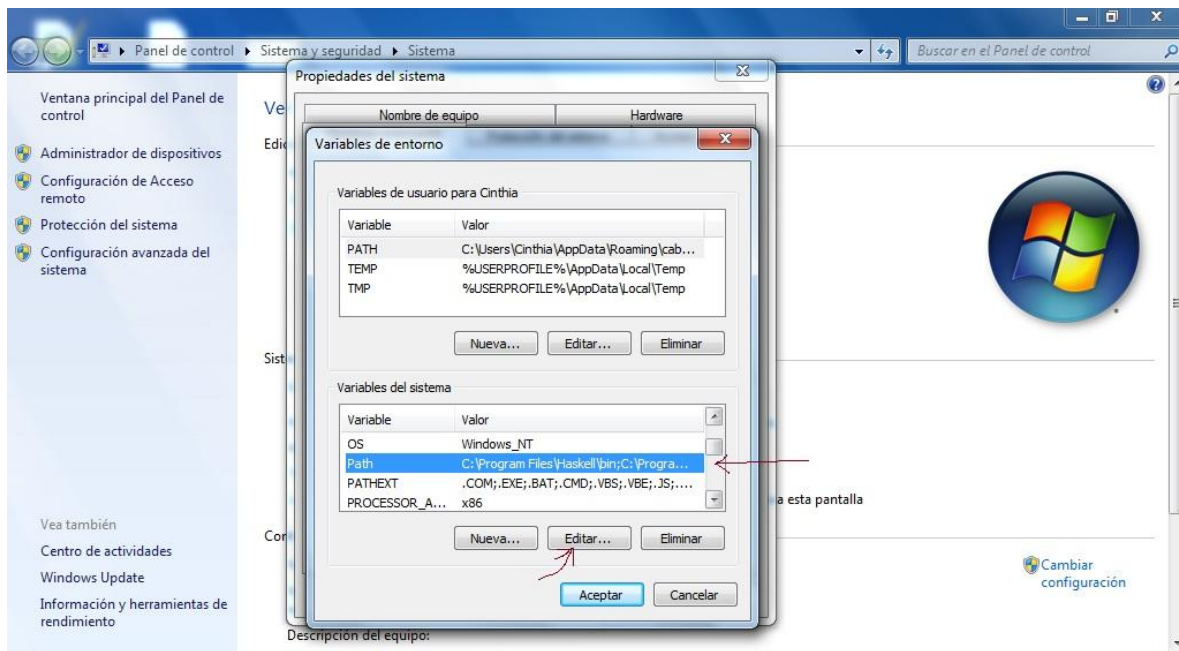 Panel de control Sistema y seguridad Sistema
Buscar en el Panel de control
Ventana principal del Panel de
control
Administrador de dispositivos
Configuración de Acceso
remoto
Protección del sistema
Configuración avanzada del
sistema
Vea también
Centro de actividades
Windows Update
Información y herramientas de
rendimiento
Ve
Edic
Sist
Con
Propiedades del sistema
Nombre de equipo Hardware
Variables de entorno
Variables de usuario para Cinthia
Variable Valor
PATH C:\Users\Cinthia\AppData\Roaming\cab...
TEMP %USERPROFILE%\AppData\Local\Temp
TMP %USERPROFILE%\AppData\Local\Temp
Nueva... Editar... Eliminar
Variables del sistema
Variable Valor
OS Windows_NT
Path C:\Program Files\Haskell\bin;C:\Progra...
PATHEXT .COM;.EXE;.BAT;.CMD;.VBS;.VBE;.JS;....
PROCESSOR_A... x86
Nueva... Editar... Eliminar
Aceptar Cancelar
a esta pantalla
Cambiar
configuración
Descripción del equipo: